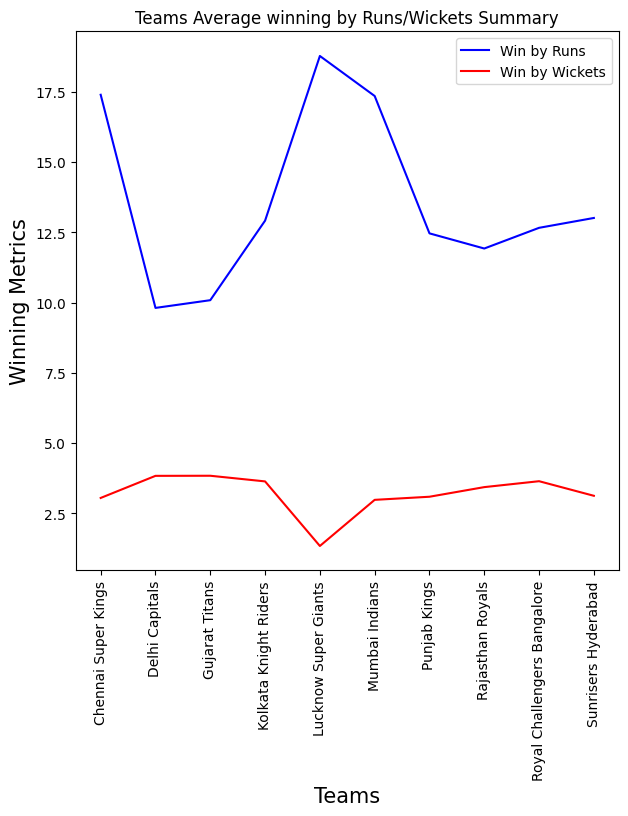 Teams Average winning by Runs/Wickets Summary
Win by Runs
Win by Wickets
Winning Metrics
17.5
15.0
12.5
10.0
7.5
5.0
2.5
Chennai Super Kings
Delhi Capitals
Gujarat Titans
Kolkata Knight Riders
Lucknow Super Giants
Mumbai Indians
Punjab Kings
Rajasthan Royals
Royal Challengers Bangalore
Sunrisers Hyderabad
Teams